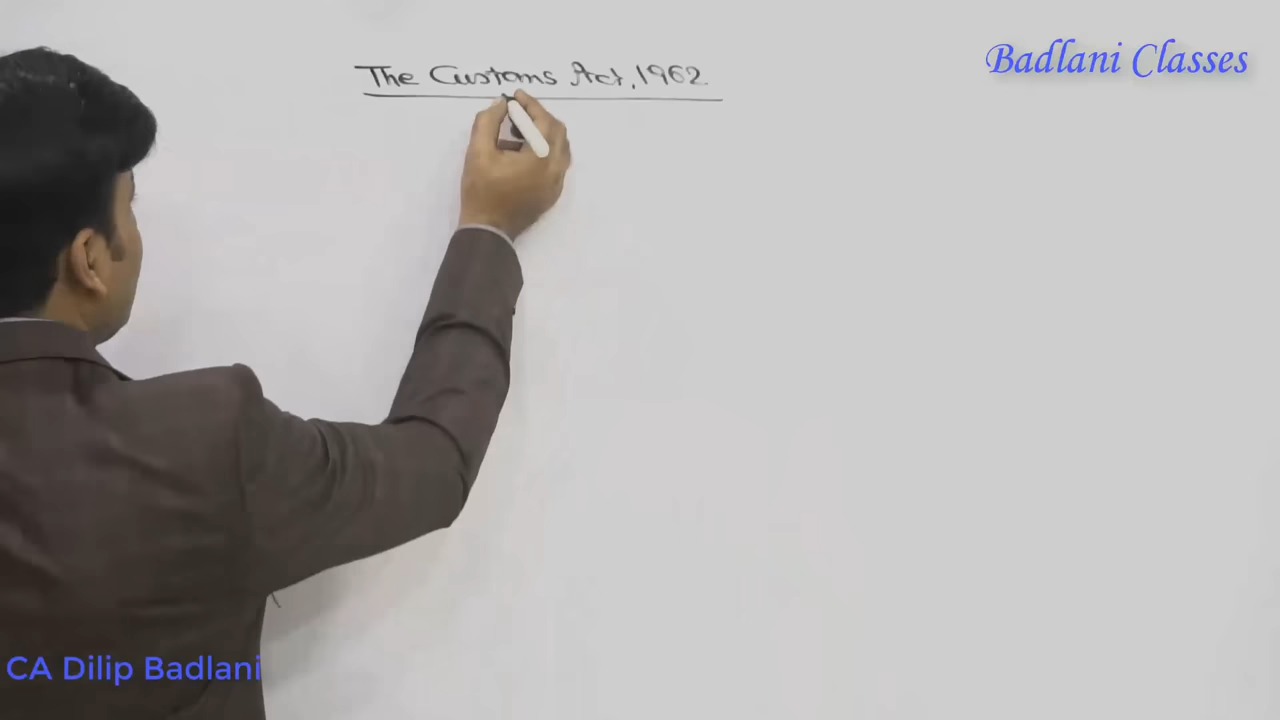 The Customs Act, 1962
Badlani Classes
CA Dilip Badlani